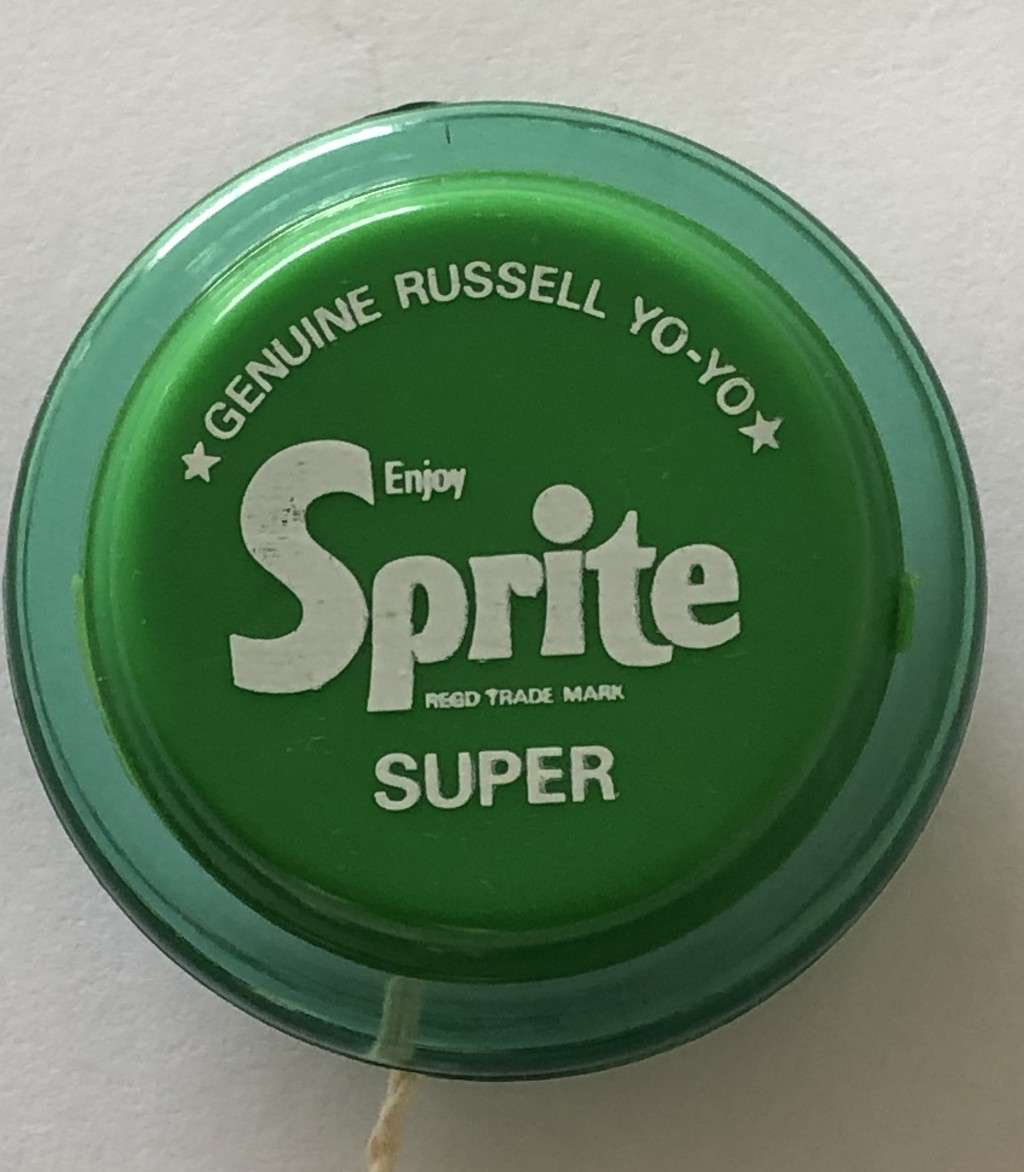 ★GENUINE RUSSELL YO-YO★
Enjoy
Sprite
REGD TRADE MARK
SUPER